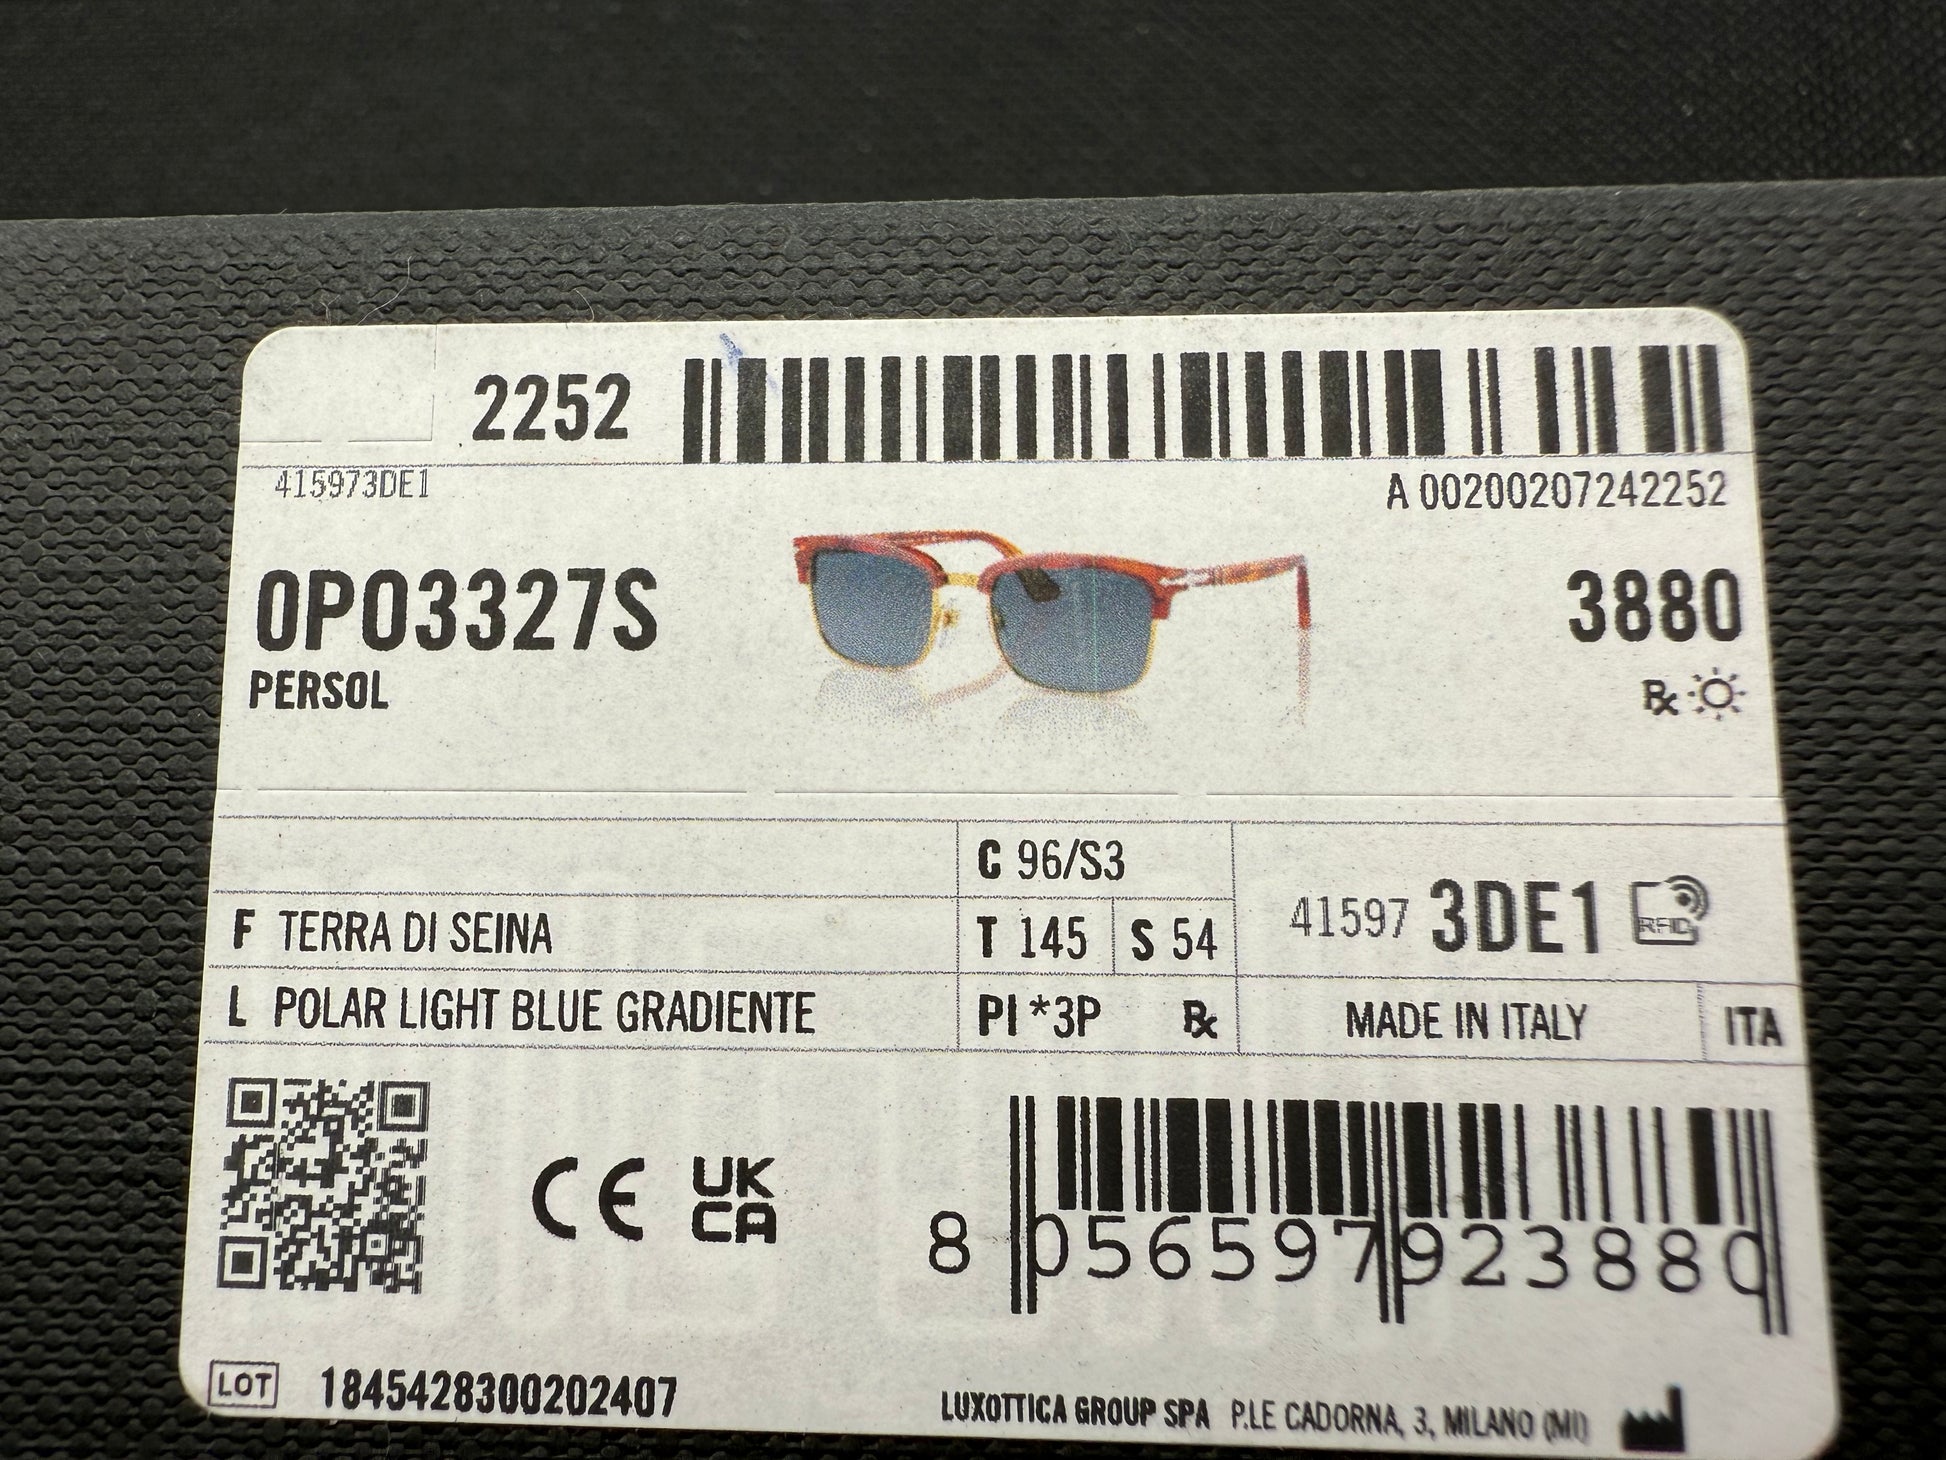 2252
415973DE1
A 00200207242252
0PO3327S
3880
PERSOL
Rx
C 96/S3
F TERRA DI SEINA
T 145
S 54
41597 3DE1
RFID
L POLAR LIGHT BLUE GRADIENTE
PI *3P
Rx
MADE IN ITALY
ITA
CE
UK
CA
8 056597 923880
LOT
1845428300202407
LUXOTTICA GROUP SPA P.LE CADORNA, 3, MILANO (MI)